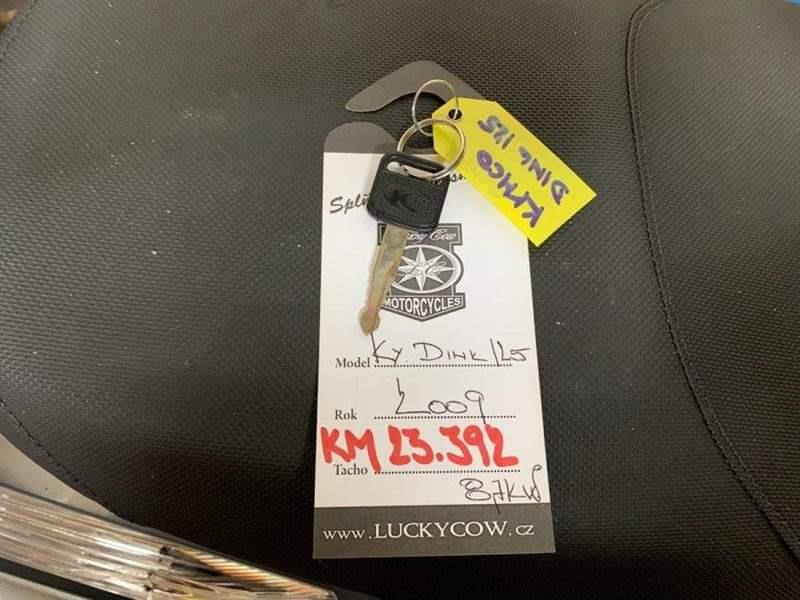 KYMCO
DINK 125
K
Lucky Cow
MOTORCYCLES
Model KY. DINK 125
Rok 2009
KM 23.392
Tacho
8,7KW
www.LUCKYCOW.cz